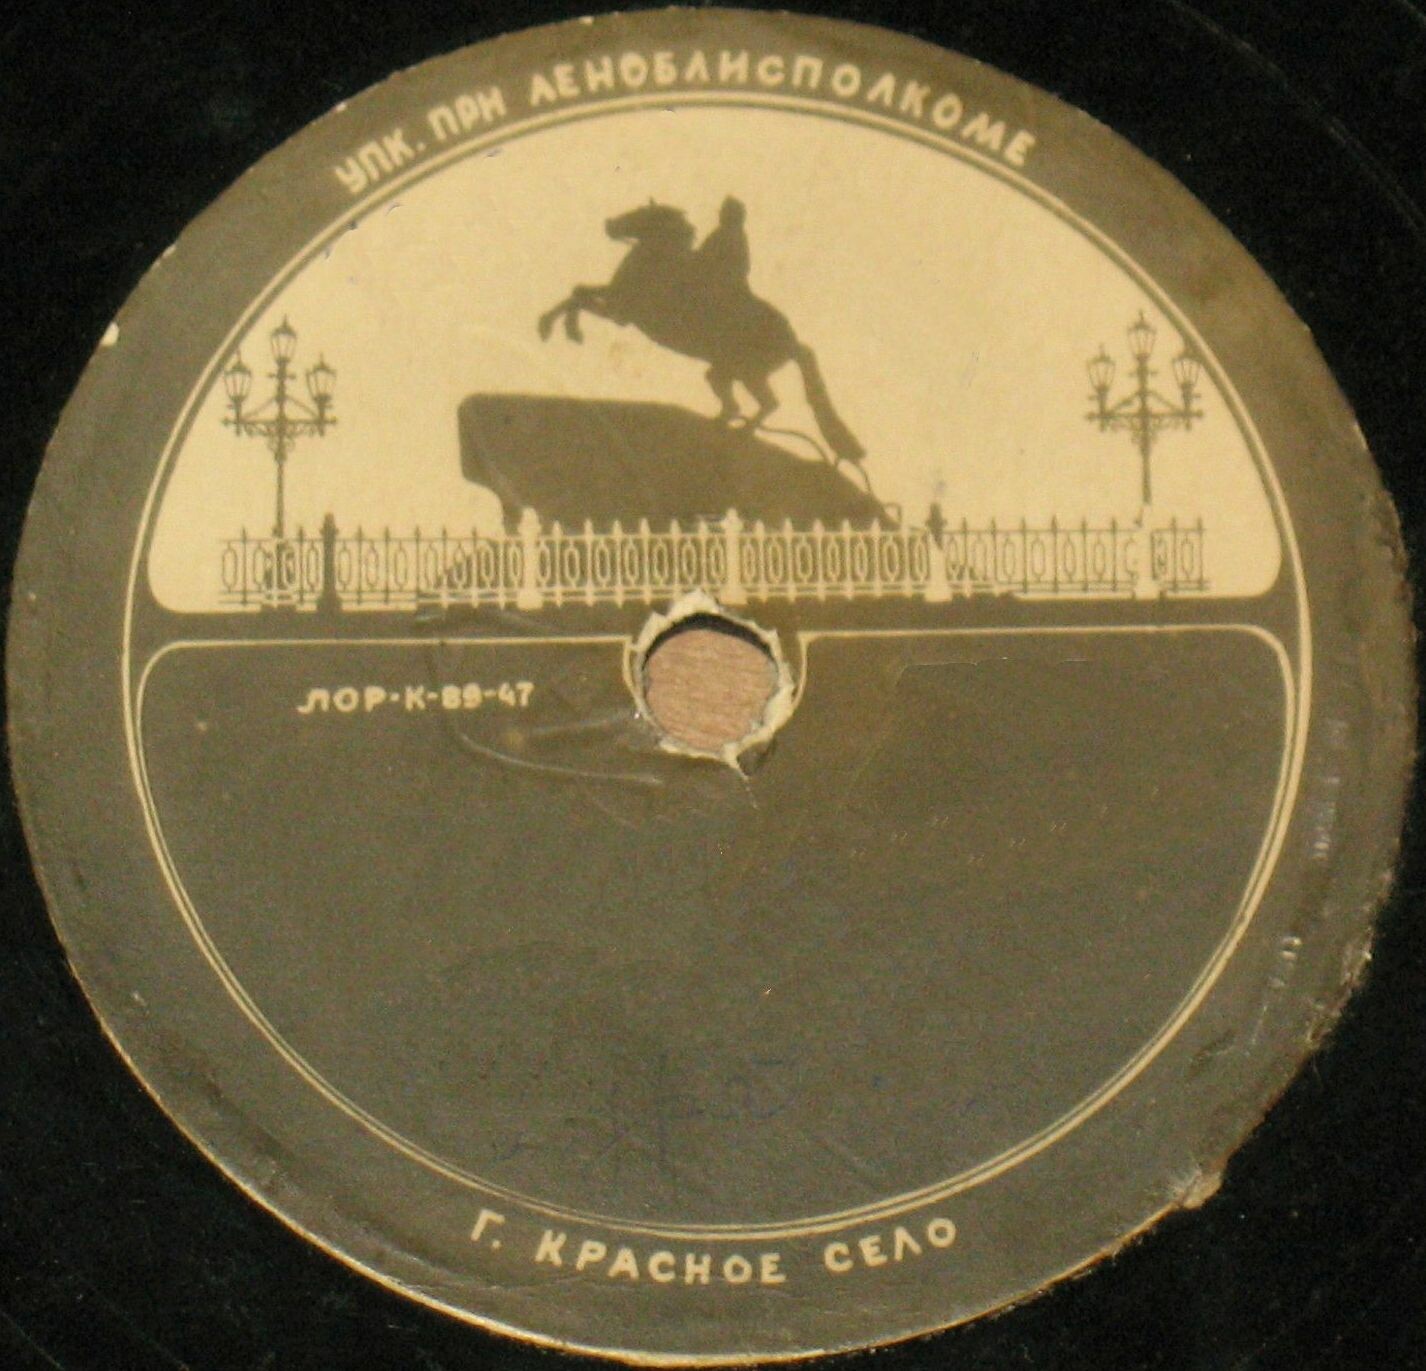 УПК. ПРИ ЛЕНОБЛИСПОЛКОМЕ
ЛОР-К-89-47
Г. КРАСНОЕ СЕЛО